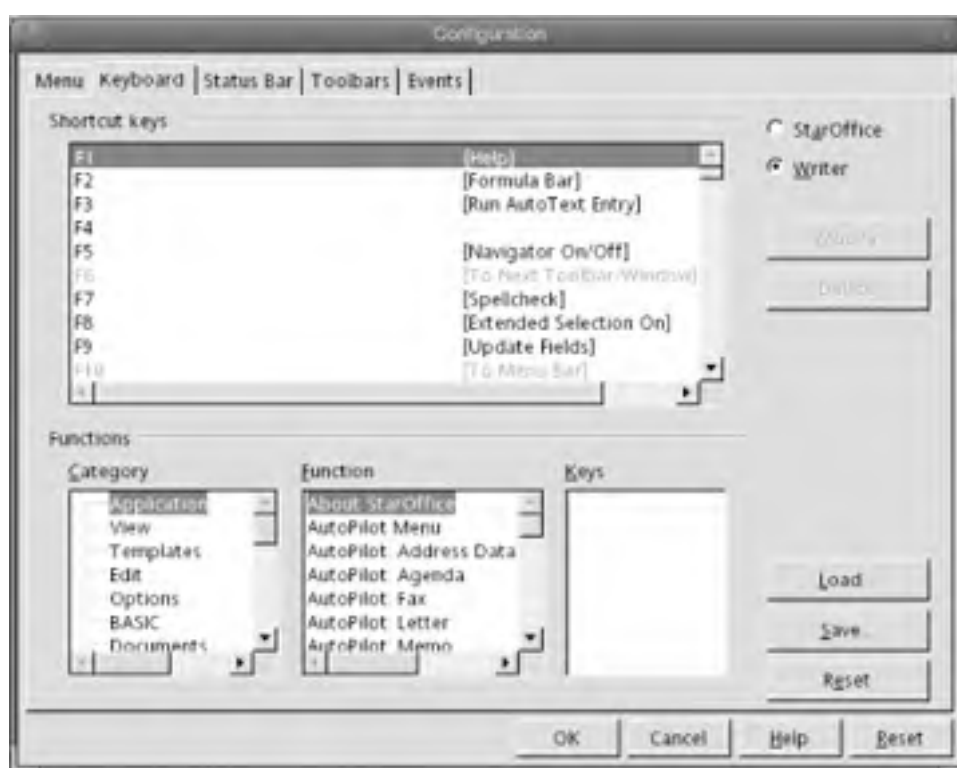 Configuration
Menu Keyboard Status Bar Toolbars Events
Shortcut keys
StarOffice
Writer
F1 [Help]
F2 [Formula Bar]
F3 [Run AutoText Entry]
F4
F5 [Navigator On/Off]
F6 [To Next Toolbar/Window]
F7 [Spellcheck]
F8 [Extended Selection On]
F9 [Update Fields]
F10 [To Menu Bar]
Modify
Delete
Functions
Category
Application
View
Templates
Edit
Options
BASIC
Documents
Function
About StarOffice
AutoPilot Menu
AutoPilot Address Data
AutoPilot Agenda
AutoPilot Fax
AutoPilot Letter
AutoPilot Memo
Keys
Load
Save...
Reset
OK Cancel Help Reset